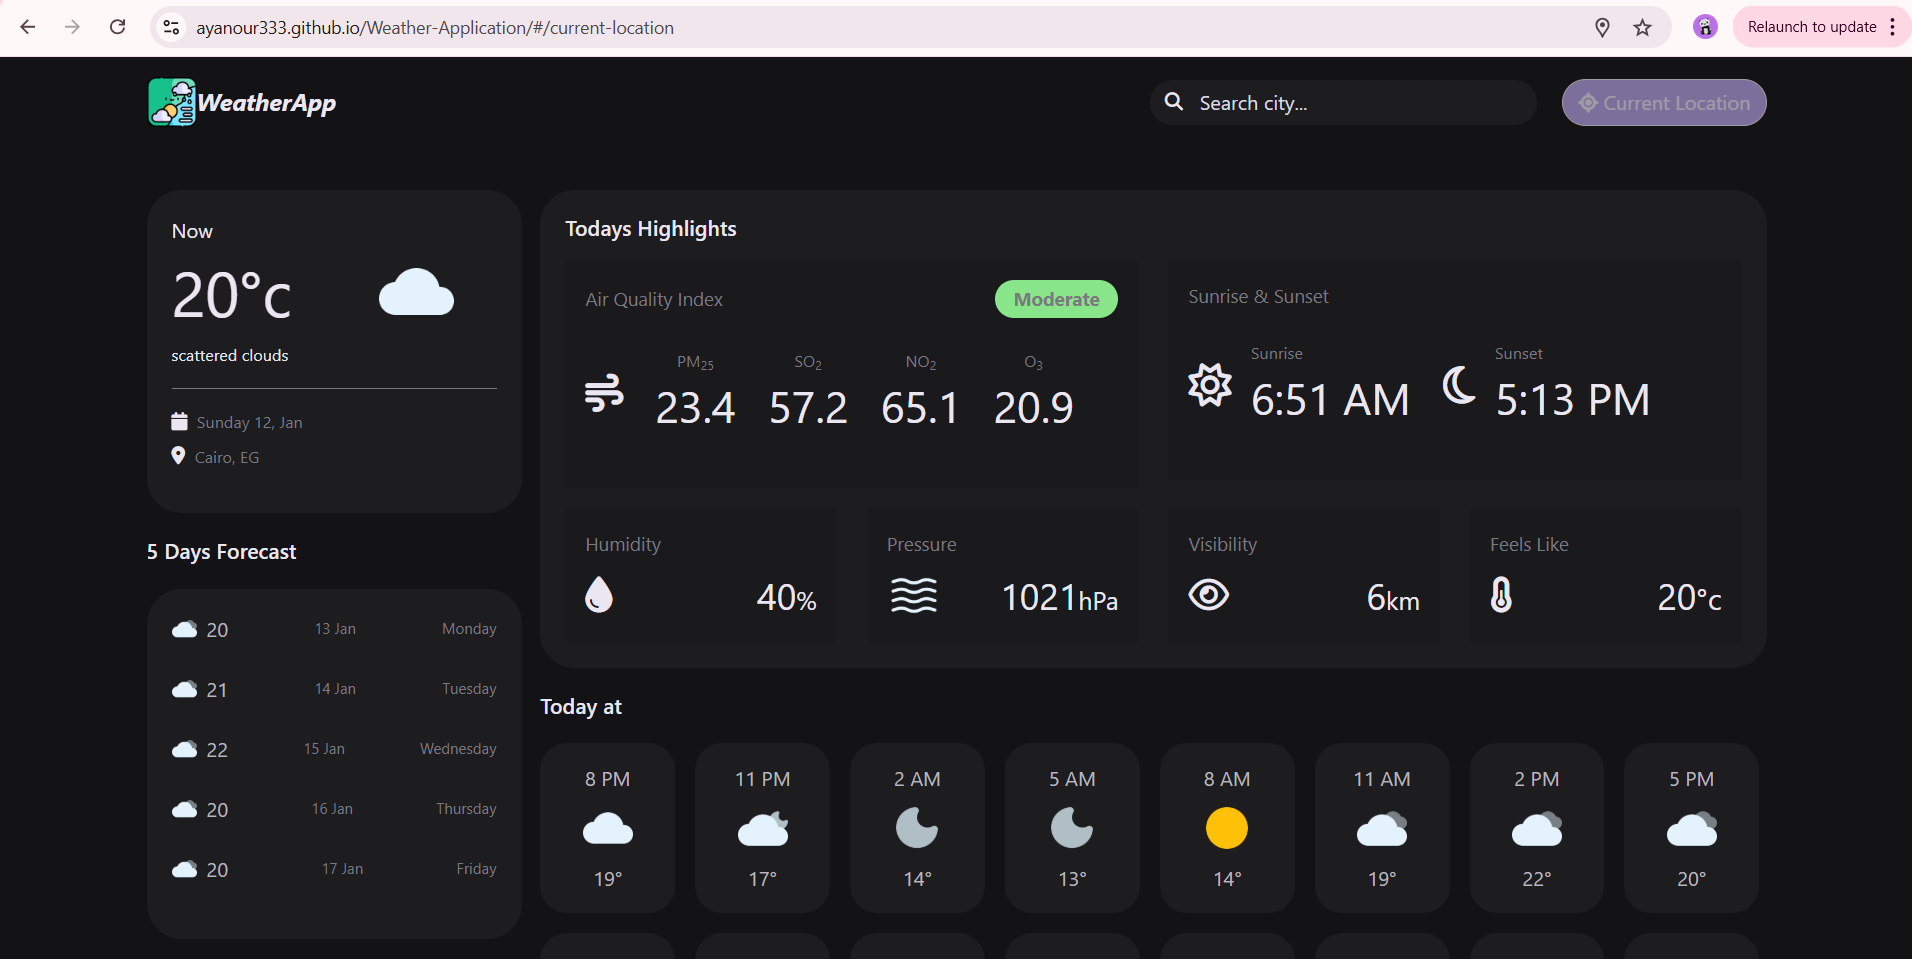 ayanour333.github.io/Weather-Application/#/current-location
Relaunch to update
WeatherApp
Search city...
Current Location
Now
20°c
scattered clouds
Sunday 12, Jan
Cairo, EG
5 Days Forecast
20 13 Jan Monday
21 14 Jan Tuesday
22 15 Jan Wednesday
20 16 Jan Thursday
20 17 Jan Friday
Todays Highlights
Air Quality Index
Moderate
PM25 SO2 NO2 O3
23.4 57.2 65.1 20.9
Sunrise & Sunset
Sunrise Sunset
6:51 AM 5:13 PM
Humidity
40%
Pressure
1021hPa
Visibility
6km
Feels Like
20°c
Today at
8 PM 11 PM 2 AM 5 AM 8 AM 11 AM 2 PM 5 PM
19° 17° 14° 13° 14° 19° 22° 20°